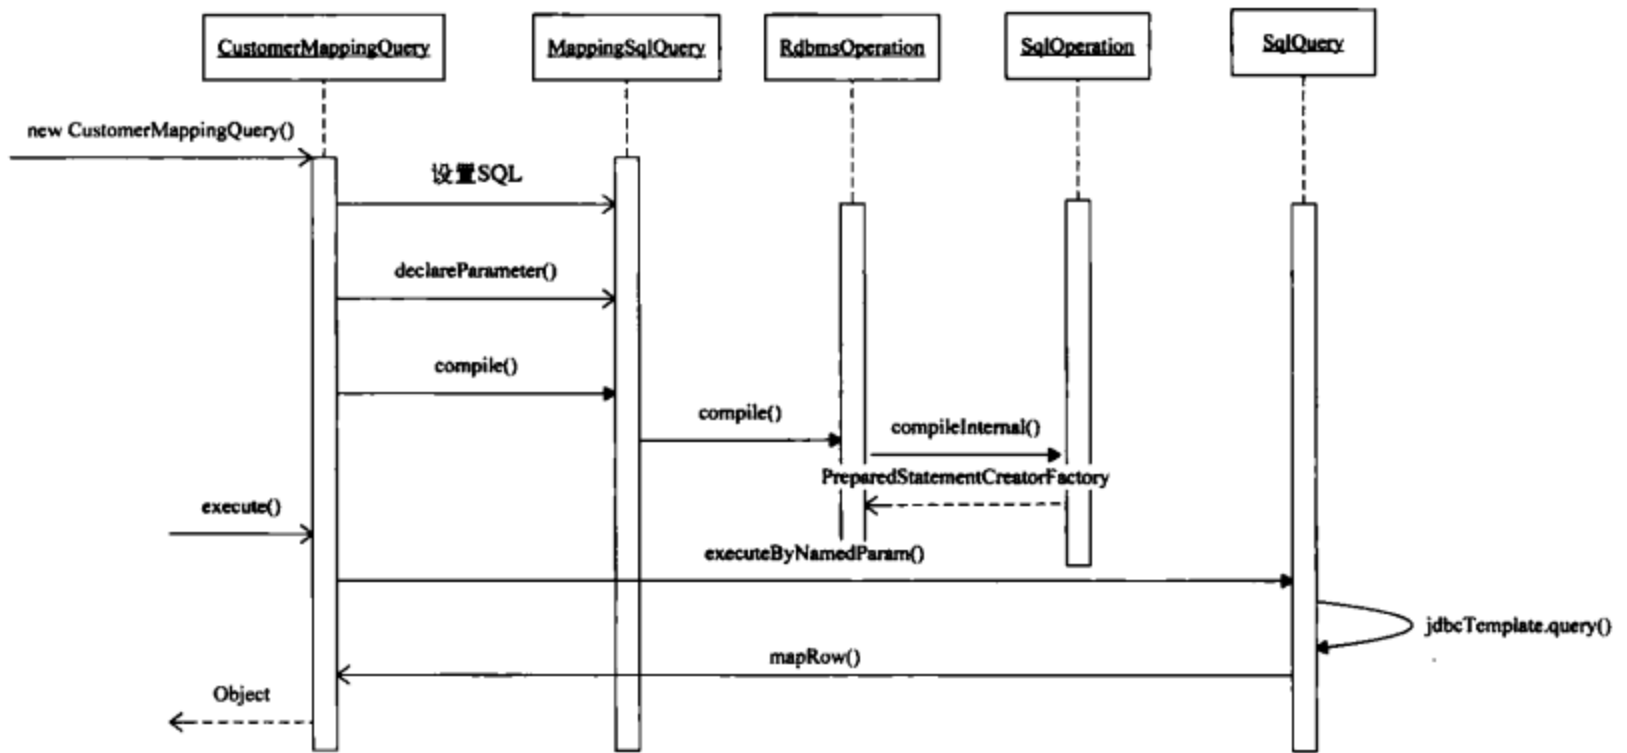 CustomerMappingQuery
MappingSqlQuery
RdbmsOperation
SqlOperation
SqlQuery
new CustomerMappingQuery()
设置SQL
declareParameter()
compile()
compile()
compileInternal()
PreparedStatementCreatorFactory
execute()
executeByNamedParam()
jdbcTemplate.query()
mapRow()
Object